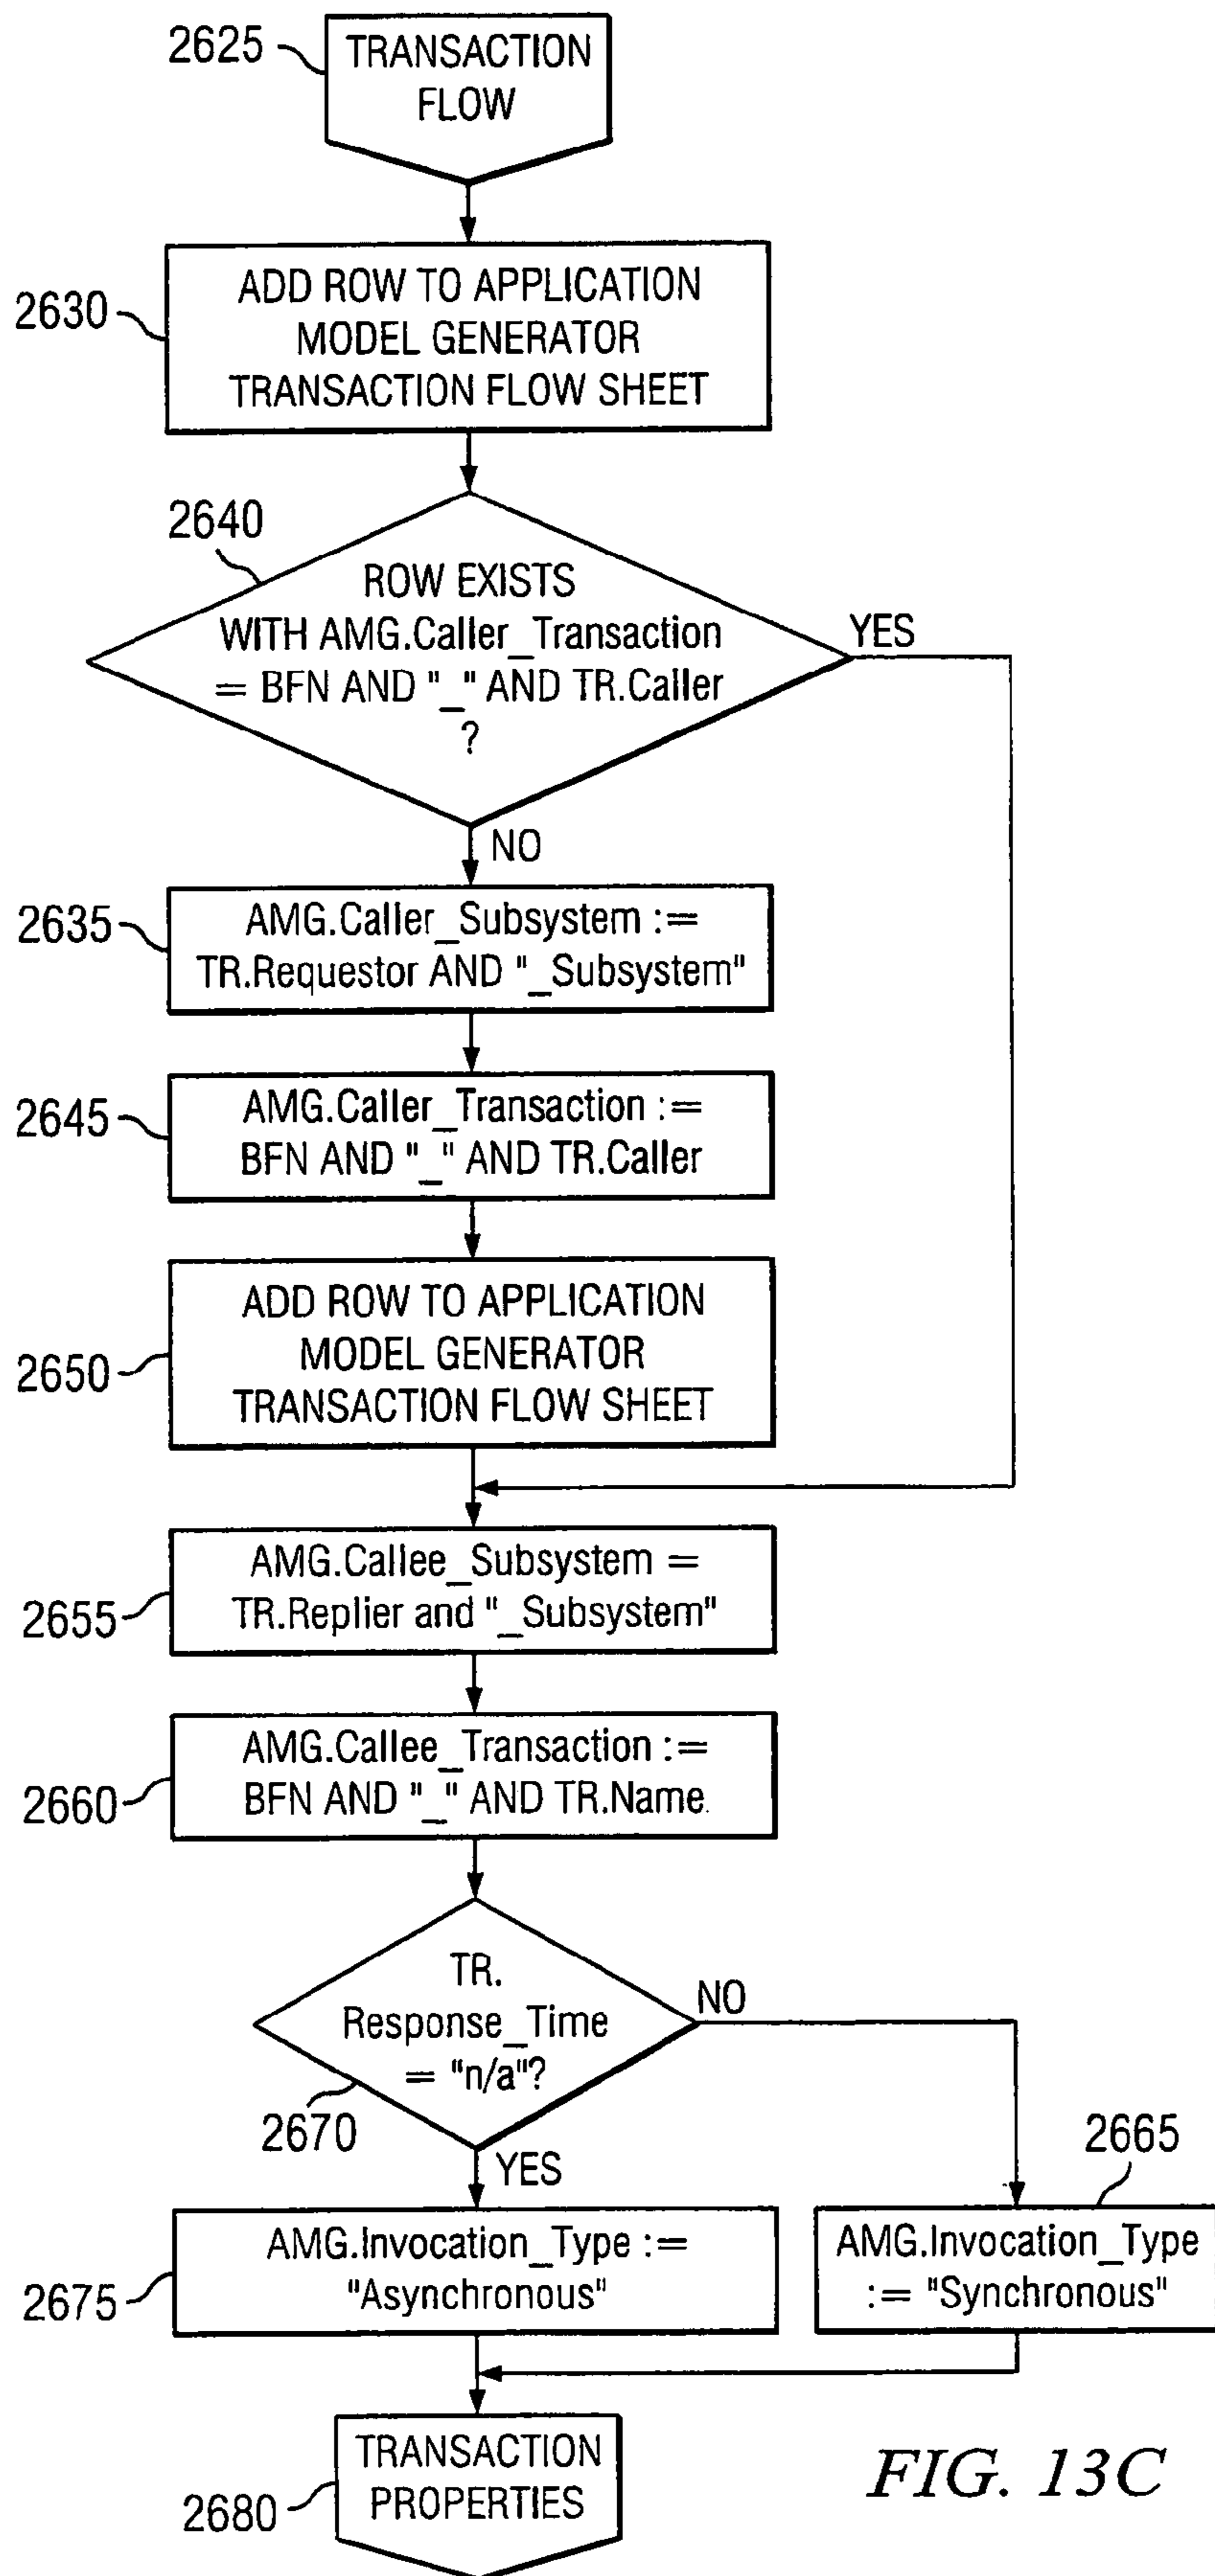 2625
TRANSACTION
FLOW
2630
ADD ROW TO APPLICATION
MODEL GENERATOR
TRANSACTION FLOW SHEET
2640
ROW EXISTS
WITH AMG.Caller_Transaction
= BFN AND "_" AND TR.Caller
?
YES
NO
2635
AMG.Caller_Subsystem :=
TR.Requestor AND "_Subsystem"
2645
AMG.Caller_Transaction :=
BFN AND "_" AND TR.Caller
2650
ADD ROW TO APPLICATION
MODEL GENERATOR
TRANSACTION FLOW SHEET
2655
AMG.Callee_Subsystem =
TR.Replier and "_Subsystem"
2660
AMG.Callee_Transaction :=
BFN AND "_" AND TR.Name.
TR.
Response_Time
= "n/a"?
NO
2670
YES
2665
2675
AMG.Invocation_Type :=
"Asynchronous"
AMG.Invocation_Type
:= "Synchronous"
2680
TRANSACTION
PROPERTIES
FIG. 13C